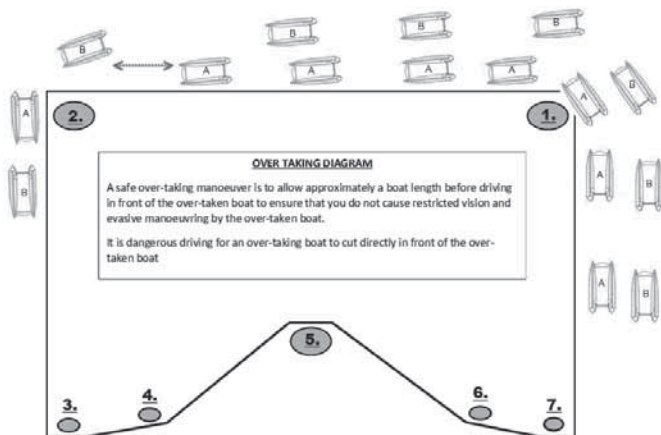 B B B B
A A A A
A B
2. 1.
A
B
OVER TAKING DIAGRAM
A safe over-taking manoeuver is to allow approximately a boat length before driving
in front of the over-taken boat to ensure that you do not cause restricted vision and
evasive manoeuvring by the over-taken boat.
It is dangerous driving for an over-taking boat to cut directly in front of the over-
taken boat
A B
A B
5.
3. 4. 6. 7.